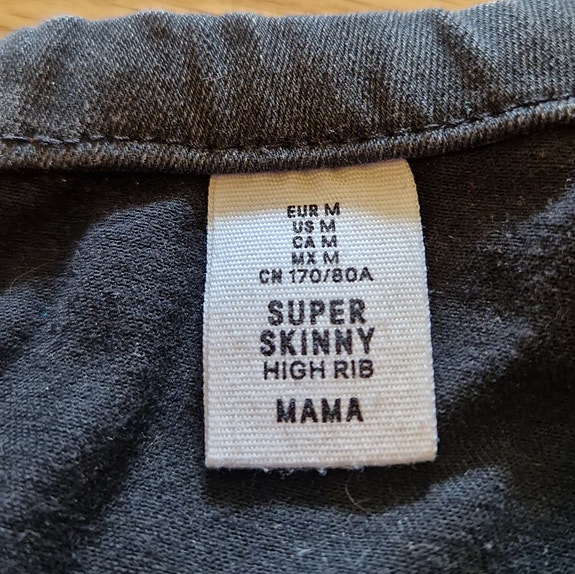 EUR M
US M
CA M
MX M
CN 170/80A
SUPER
SKINNY
HIGH RIB
MAMA